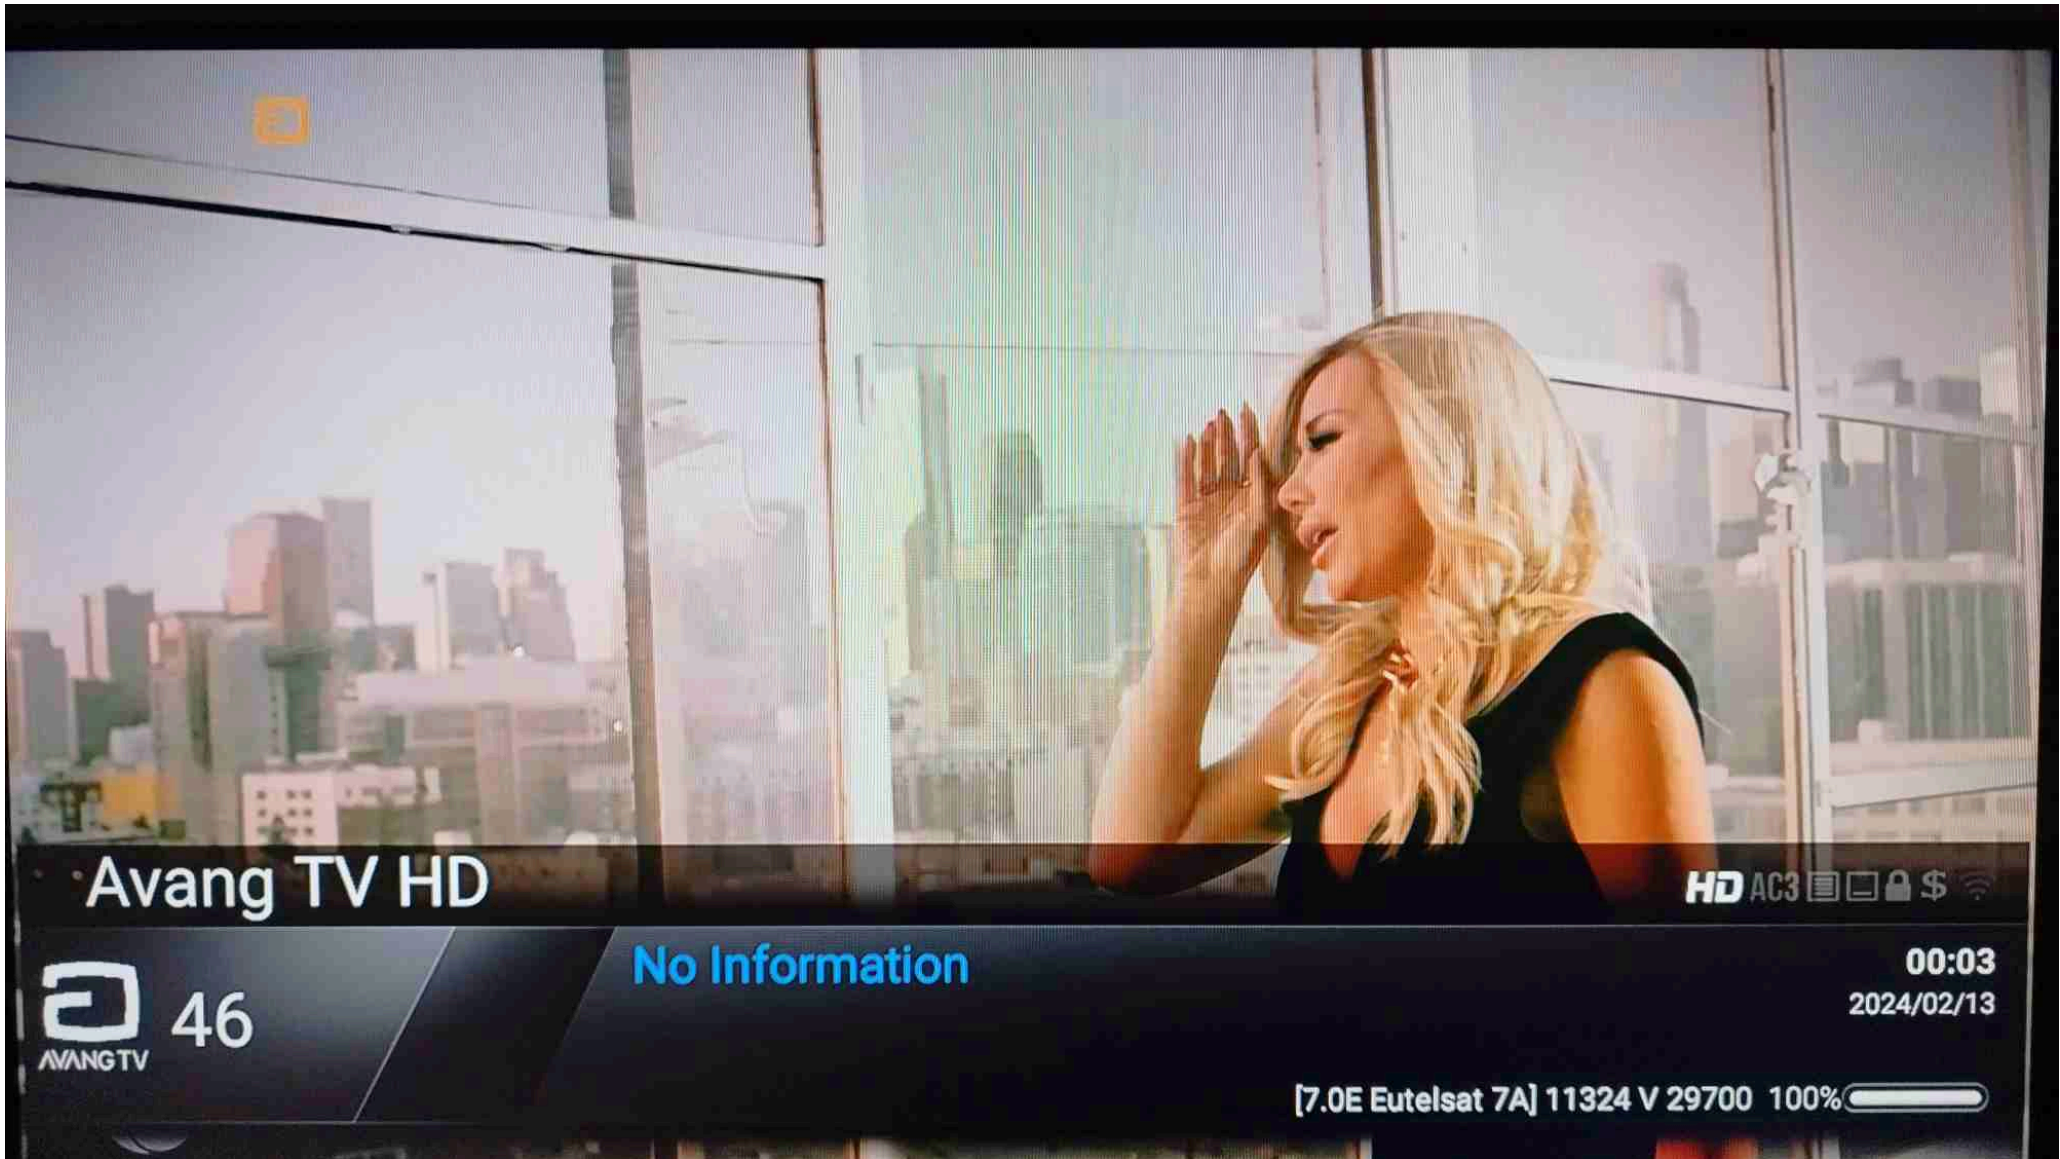 Avang TV HD
HD AC3 $
AVANGTV
46
No Information
00:03
2024/02/13
[7.0E Eutelsat 7A] 11324 V 29700 100%